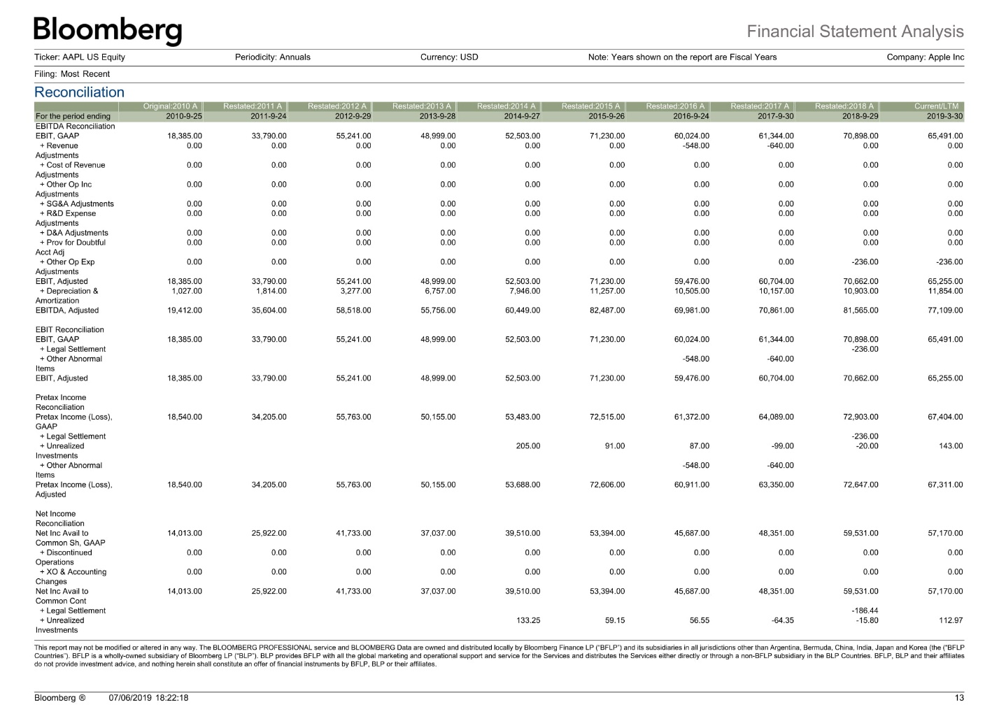 Bloomberg
Financial Statement Analysis
Ticker: AAPL US Equity Periodicity: Annuals Currency: USD Note: Years shown on the report are Fiscal Years Company: Apple Inc
Filing: Most Recent
Reconciliation
Original:2010 A Restated:2011 A Restated:2012 A Restated:2013 A Restated:2014 A Restated:2015 A Restated:2016 A Restated:2017 A Restated:2018 A Current/LTM
For the period ending 2010-9-25 2011-9-24 2012-9-29 2013-9-28 2014-9-27 2015-9-26 2016-9-24 2017-9-30 2018-9-29 2019-3-30
EBITDA Reconciliation
EBIT, GAAP 18,385.00 33,790.00 55,241.00 48,999.00 52,503.00 71,230.00 60,024.00 61,344.00 70,898.00 65,491.00
+ Revenue 0.00 0.00 0.00 0.00 0.00 0.00 -548.00 -640.00 0.00 0.00
Adjustments
+ Cost of Revenue 0.00 0.00 0.00 0.00 0.00 0.00 0.00 0.00 0.00 0.00
Adjustments
+ Other Op Inc 0.00 0.00 0.00 0.00 0.00 0.00 0.00 0.00 0.00 0.00
Adjustments
+ SG&A Adjustments 0.00 0.00 0.00 0.00 0.00 0.00 0.00 0.00 0.00 0.00
+ R&D Expense 0.00 0.00 0.00 0.00 0.00 0.00 0.00 0.00 0.00 0.00
Adjustments
+ D&A Adjustments 0.00 0.00 0.00 0.00 0.00 0.00 0.00 0.00 0.00 0.00
+ Prov for Doubtful 0.00 0.00 0.00 0.00 0.00 0.00 0.00 0.00 0.00 0.00
Acct Adj
+ Other Op Exp 0.00 0.00 0.00 0.00 0.00 0.00 0.00 0.00 -236.00 -236.00
Adjustments
EBIT, Adjusted 18,385.00 33,790.00 55,241.00 48,999.00 52,503.00 71,230.00 59,476.00 60,704.00 70,662.00 65,255.00
+ Depreciation & 1,027.00 1,814.00 3,277.00 6,757.00 7,946.00 11,257.00 10,505.00 10,157.00 10,903.00 11,854.00
Amortization
EBITDA, Adjusted 19,412.00 35,604.00 58,518.00 55,756.00 60,449.00 82,487.00 69,981.00 70,861.00 81,565.00 77,109.00
EBIT Reconciliation
EBIT, GAAP 18,385.00 33,790.00 55,241.00 48,999.00 52,503.00 71,230.00 60,024.00 61,344.00 70,898.00 65,491.00
+ Legal Settlement -236.00
+ Other Abnormal -548.00 -640.00
Items
EBIT, Adjusted 18,385.00 33,790.00 55,241.00 48,999.00 52,503.00 71,230.00 59,476.00 60,704.00 70,662.00 65,255.00
Pretax Income
Reconciliation
Pretax Income (Loss), 18,540.00 34,205.00 55,763.00 50,155.00 53,483.00 72,515.00 61,372.00 64,089.00 72,903.00 67,404.00
GAAP
+ Legal Settlement -236.00
+ Unrealized 205.00 91.00 87.00 -99.00 -20.00 143.00
Investments
+ Other Abnormal -548.00 -640.00
Items
Pretax Income (Loss), 18,540.00 34,205.00 55,763.00 50,155.00 53,688.00 72,606.00 60,911.00 63,350.00 72,647.00 67,311.00
Adjusted
Net Income
Reconciliation
Net Inc Avail to 14,013.00 25,922.00 41,733.00 37,037.00 39,510.00 53,394.00 45,687.00 48,351.00 59,531.00 57,170.00
Common Sh, GAAP
+ Discontinued 0.00 0.00 0.00 0.00 0.00 0.00 0.00 0.00 0.00 0.00
Operations
+ XO & Accounting 0.00 0.00 0.00 0.00 0.00 0.00 0.00 0.00 0.00 0.00
Changes
Net Inc Avail to 14,013.00 25,922.00 41,733.00 37,037.00 39,510.00 53,394.00 45,687.00 48,351.00 59,531.00 57,170.00
Common Cont
+ Legal Settlement -186.44
+ Unrealized 133.25 59.15 56.55 -64.35 -15.80 112.97
Investments
This report may not be modified or altered in any way. The BLOOMBERG PROFESSIONAL service and BLOOMBERG Data are owned and distributed locally by Bloomberg Finance LP ("BFLP") and its subsidiaries in all jurisdictions other than Argentina, Bermuda, China, India, Japan and Korea (the ("BFLP
Countries"). BFLP is a wholly-owned subsidiary of Bloomberg LP ("BLP"). BLP provides BFLP with all the global marketing and operational support and service for the Services and distributes the Services either directly or through a non-BFLP subsidiary in the BLP Countries. BFLP, BLP and their affiliates
do not provide investment advice, and nothing herein shall constitute an offer of financial instruments by BFLP, BLP or their affiliates.
Bloomberg ® 07/06/2019 18:22:18 13